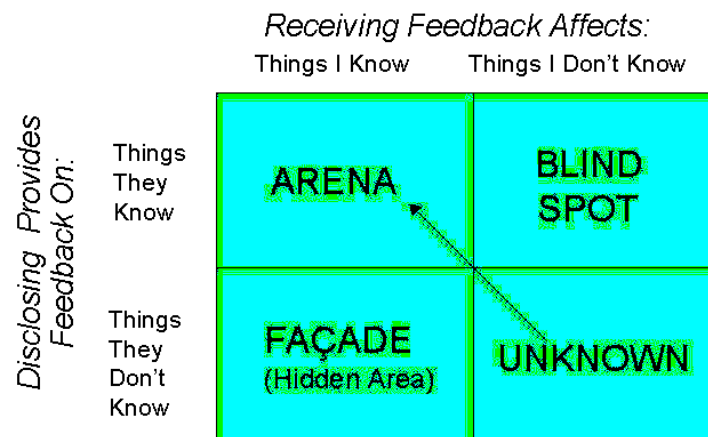 Receiving Feedback Affects:
Things I Know
Things I Don't Know
Disclosing Provides
Feedback On:
Things
They
Know
ARENA
BLIND
SPOT
Things
They
Don't
Know
FAÇADE
(Hidden Area)
UNKNOWN